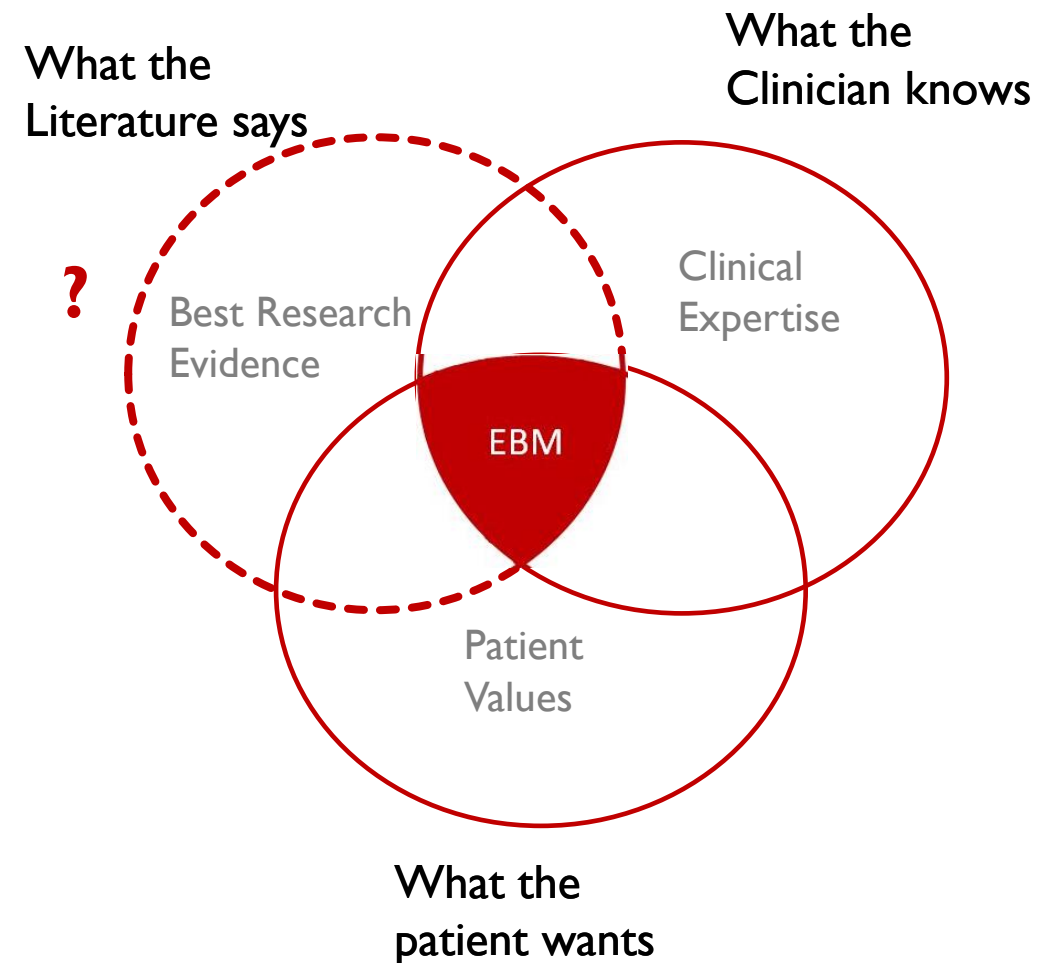 What the
Literature says
What the
Clinician knows
?
Best Research
Evidence
Clinical
Expertise
EBM
Patient
Values
What the
patient wants